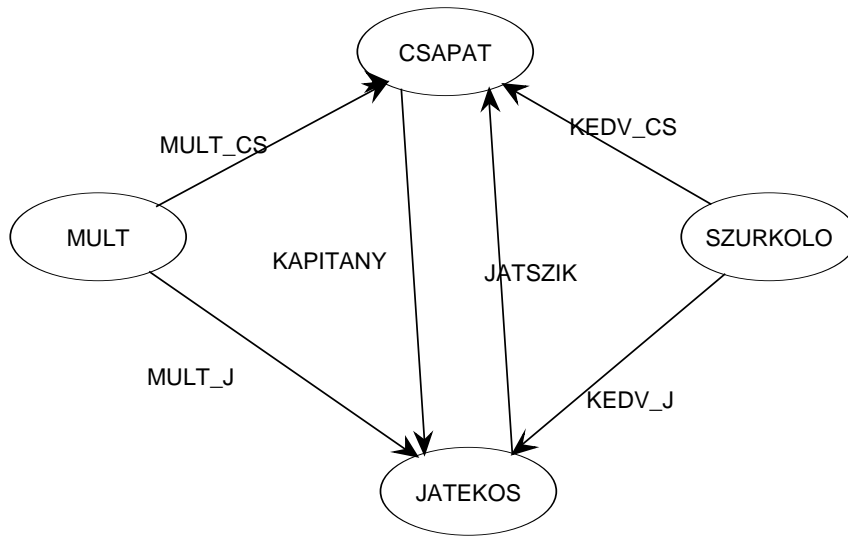 CSAPAT
MULT_CS
KEDV_CS
MULT
SZURKOLO
KAPITANY
JATSZIK
MULT_J
KEDV_J
JATEKOS